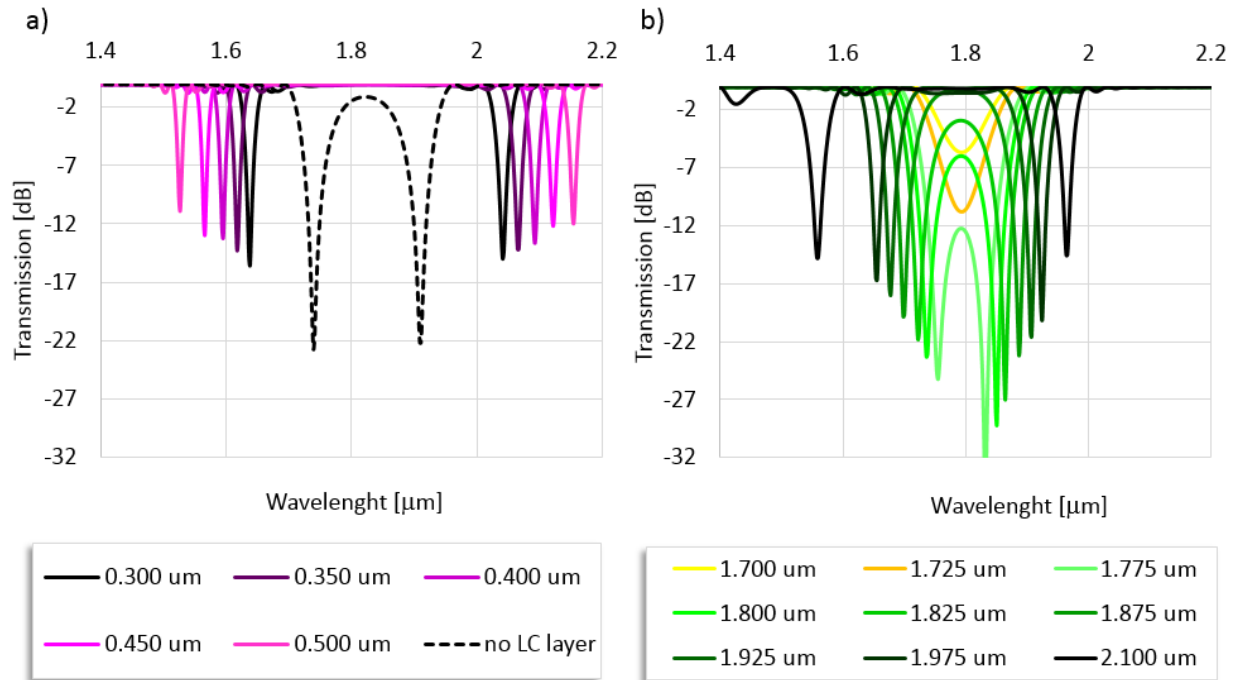 a)
1.4 1.6 1.8 2 2.2
-2
-7
-12
-17
-22
-27
-32
Transmission [dB]
Wavelenght [μm]
0.300 um 0.350 um 0.400 um
0.450 um 0.500 um no LC layer
b)
1.4 1.6 1.8 2 2.2
-2
-7
-12
-17
-22
-27
-32
Transmission [dB]
Wavelenght [μm]
1.700 um 1.725 um 1.775 um
1.800 um 1.825 um 1.875 um
1.925 um 1.975 um 2.100 um